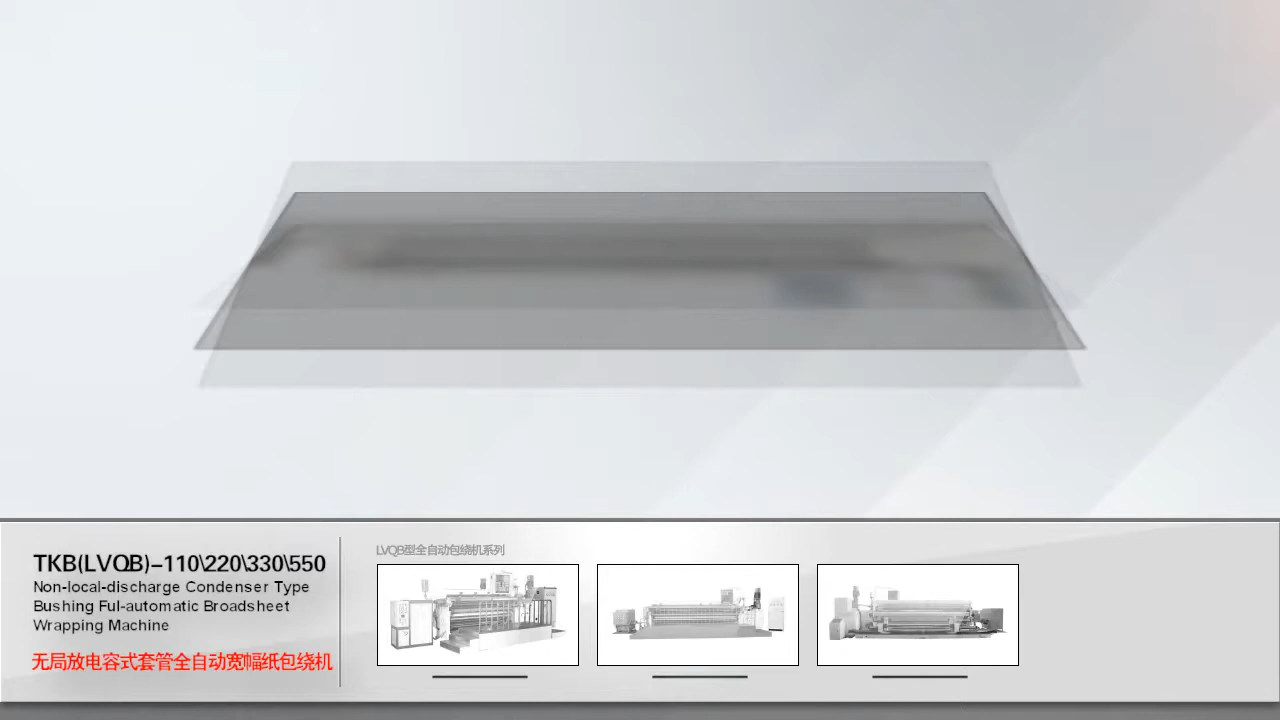 TKB(LVQB)-110\220\330\550
Non-local-discharge Condenser Type
Bushing Ful-automatic Broadsheet
Wrapping Machine
无局放电容式套管全自动宽幅纸包绕机
LVQB型全自动包绕机系列